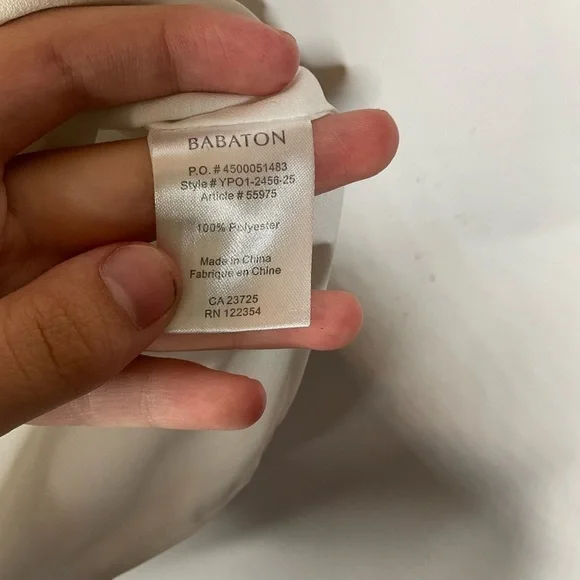 BABATON
P.O. # 4500051483
Style # YPO1-2456-25
Article # 55975
100% Polyester
Made in China
Fabriqué en Chine
CA 23725
RN 122354